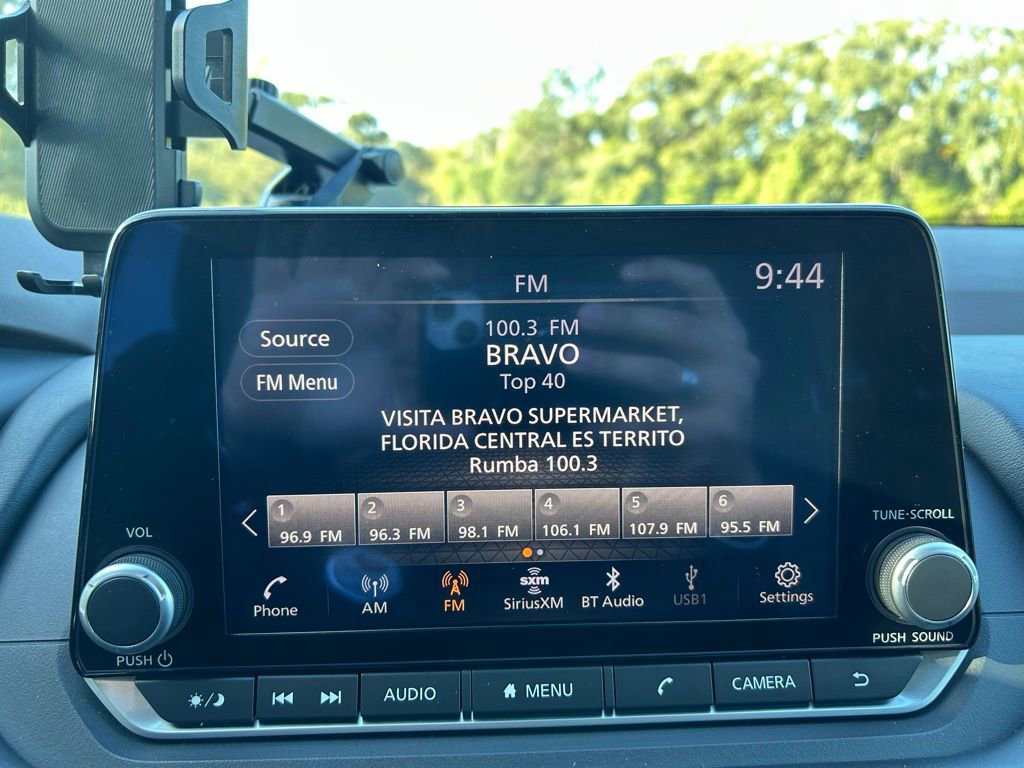 FM
9:44
Source
FM Menu
100.3 FM
BRAVO
Top 40
VISITA BRAVO SUPERMARKET,
FLORIDA CENTRAL ES TERRITO
Rumba 100.3
1
96.9 FM
2
96.3 FM
3
98.1 FM
4
106.1 FM
5
107.9 FM
6
95.5 FM
VOL
TUNE·SCROLL
Phone
AM
FM
sxm
SiriusXM
BT Audio
USB1
Settings
PUSH
PUSH SOUND
AUDIO
MENU
CAMERA